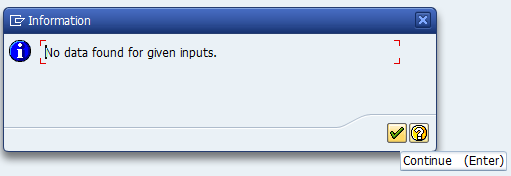 Information
No data found for given inputs.
Continue (Enter)